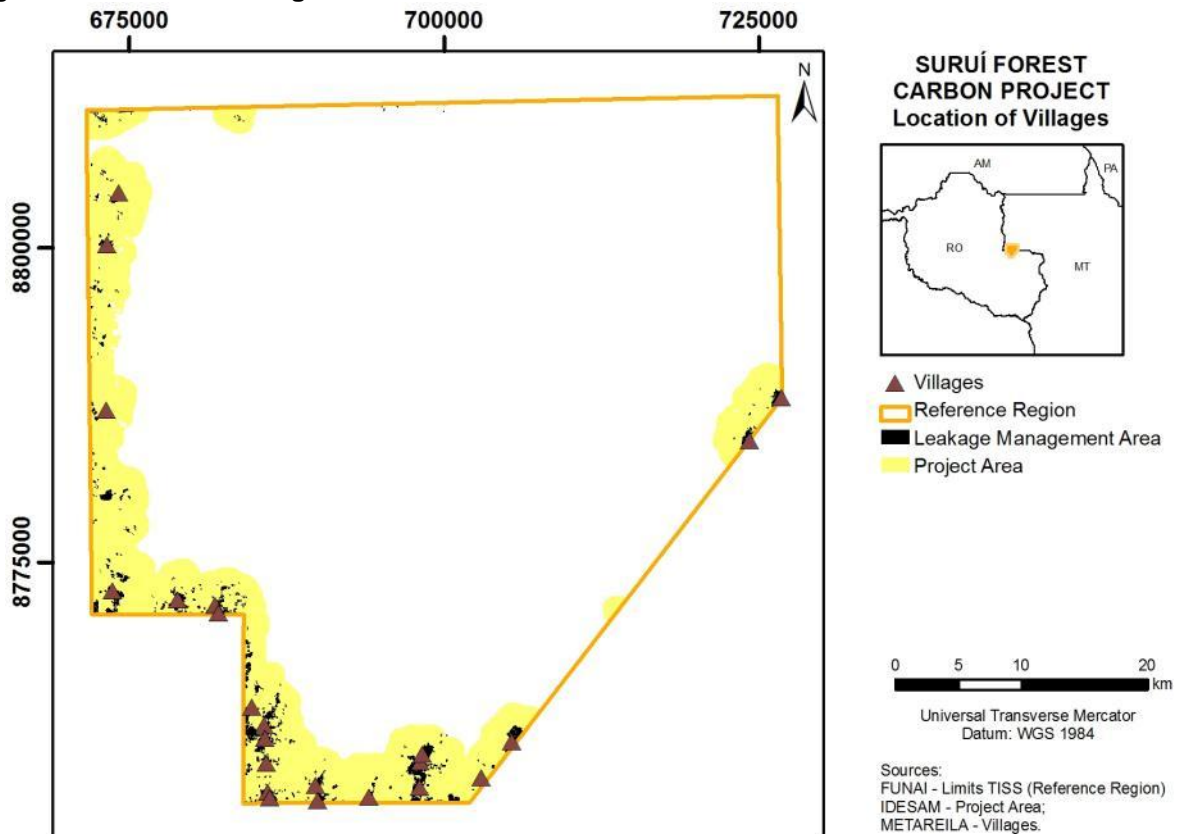 675000
700000
725000
8800000
8775000
N
SURUÍ FOREST
CARBON PROJECT
Location of Villages
AM
PA
RO
MT
Villages
Reference Region
Leakage Management Area
Project Area
0 5 10 20
km
Universal Transverse Mercator
Datum: WGS 1984
Sources:
FUNAI - Limits TISS (Reference Region)
IDESAM - Project Area;
METAREILA - Villages.